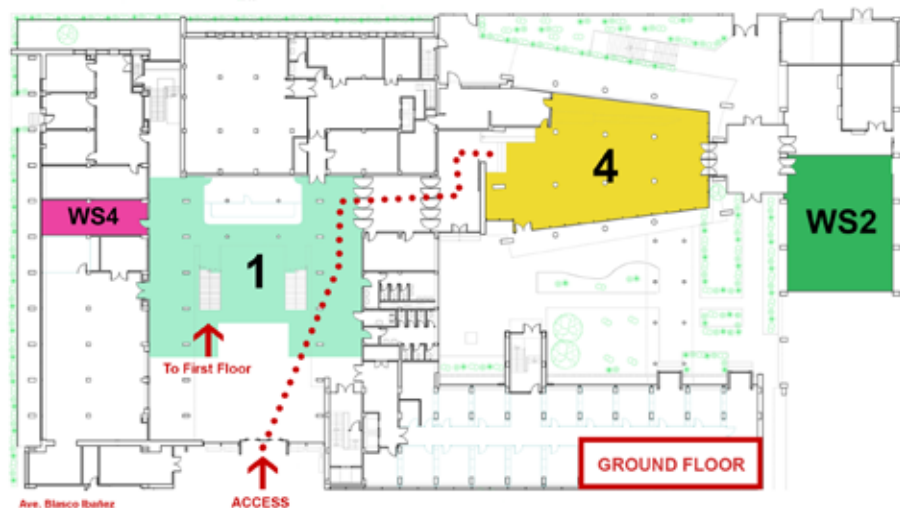 4
WS4
WS2
1
To First Floor
GROUND FLOOR
ACCESS
Ave. Blasco Ibañez